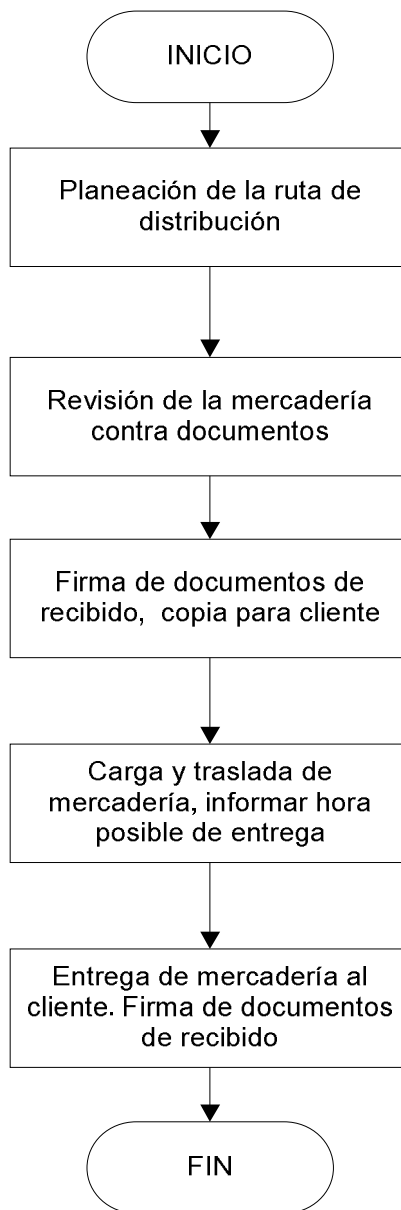 INICIO
Planeación de la ruta de
distribución
Revisión de la mercadería
contra documentos
Firma de documentos de
recibido, copia para cliente
Carga y traslada de
mercadería, informar hora
posible de entrega
Entrega de mercadería al
cliente. Firma de documentos
de recibido
FIN